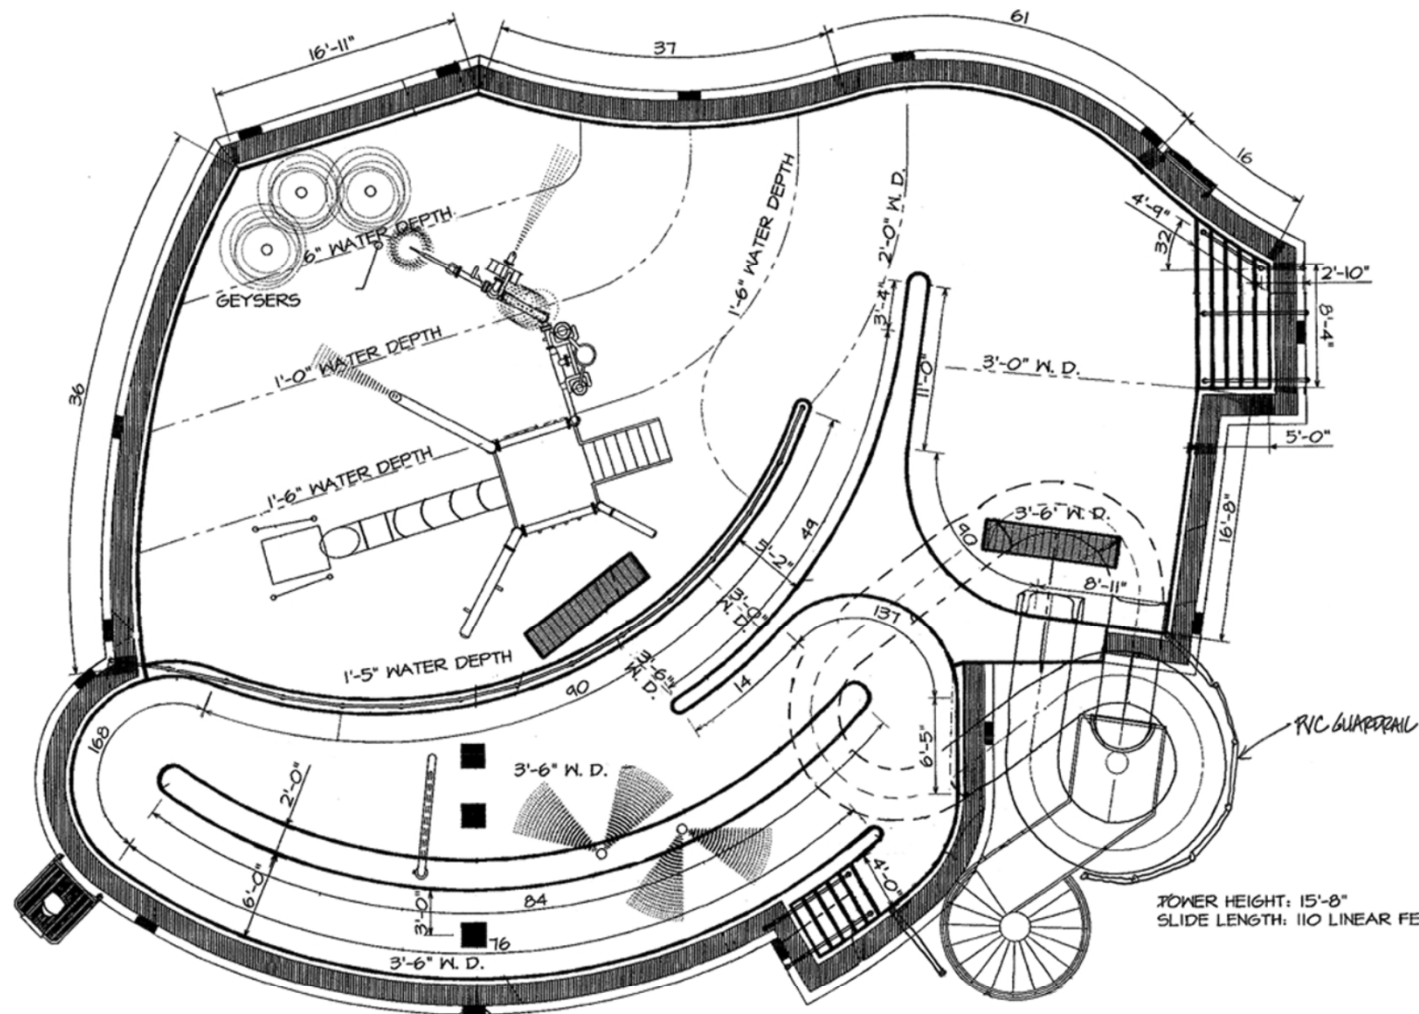 61
16'-11"
37
16
4'-9"
32
2'-10"
8'-4"
6" WATER DEPTH
GEYSERS
1'-6" WATER DEPTH
2'-0" W. D.
3'-4"
1'-0" WATER DEPTH
11'-0"
3'-0" W. D.
36
5'-0"
1'-6" WATER DEPTH
16'-8"
3'-6" W. D.
49
90
11'-2"
8'-11"
3'-0"
W. D.
137
1'-5" WATER DEPTH
3'-6"
W. D.
90
14
168
6'-5"
PVC GUARDRAIL
3'-6" W. D.
2'-0"
6'-0"
3'-0"
84
4'-0"
76
3'-6" W. D.
TOWER HEIGHT: 15'-8"
SLIDE LENGTH: 110 LINEAR FE